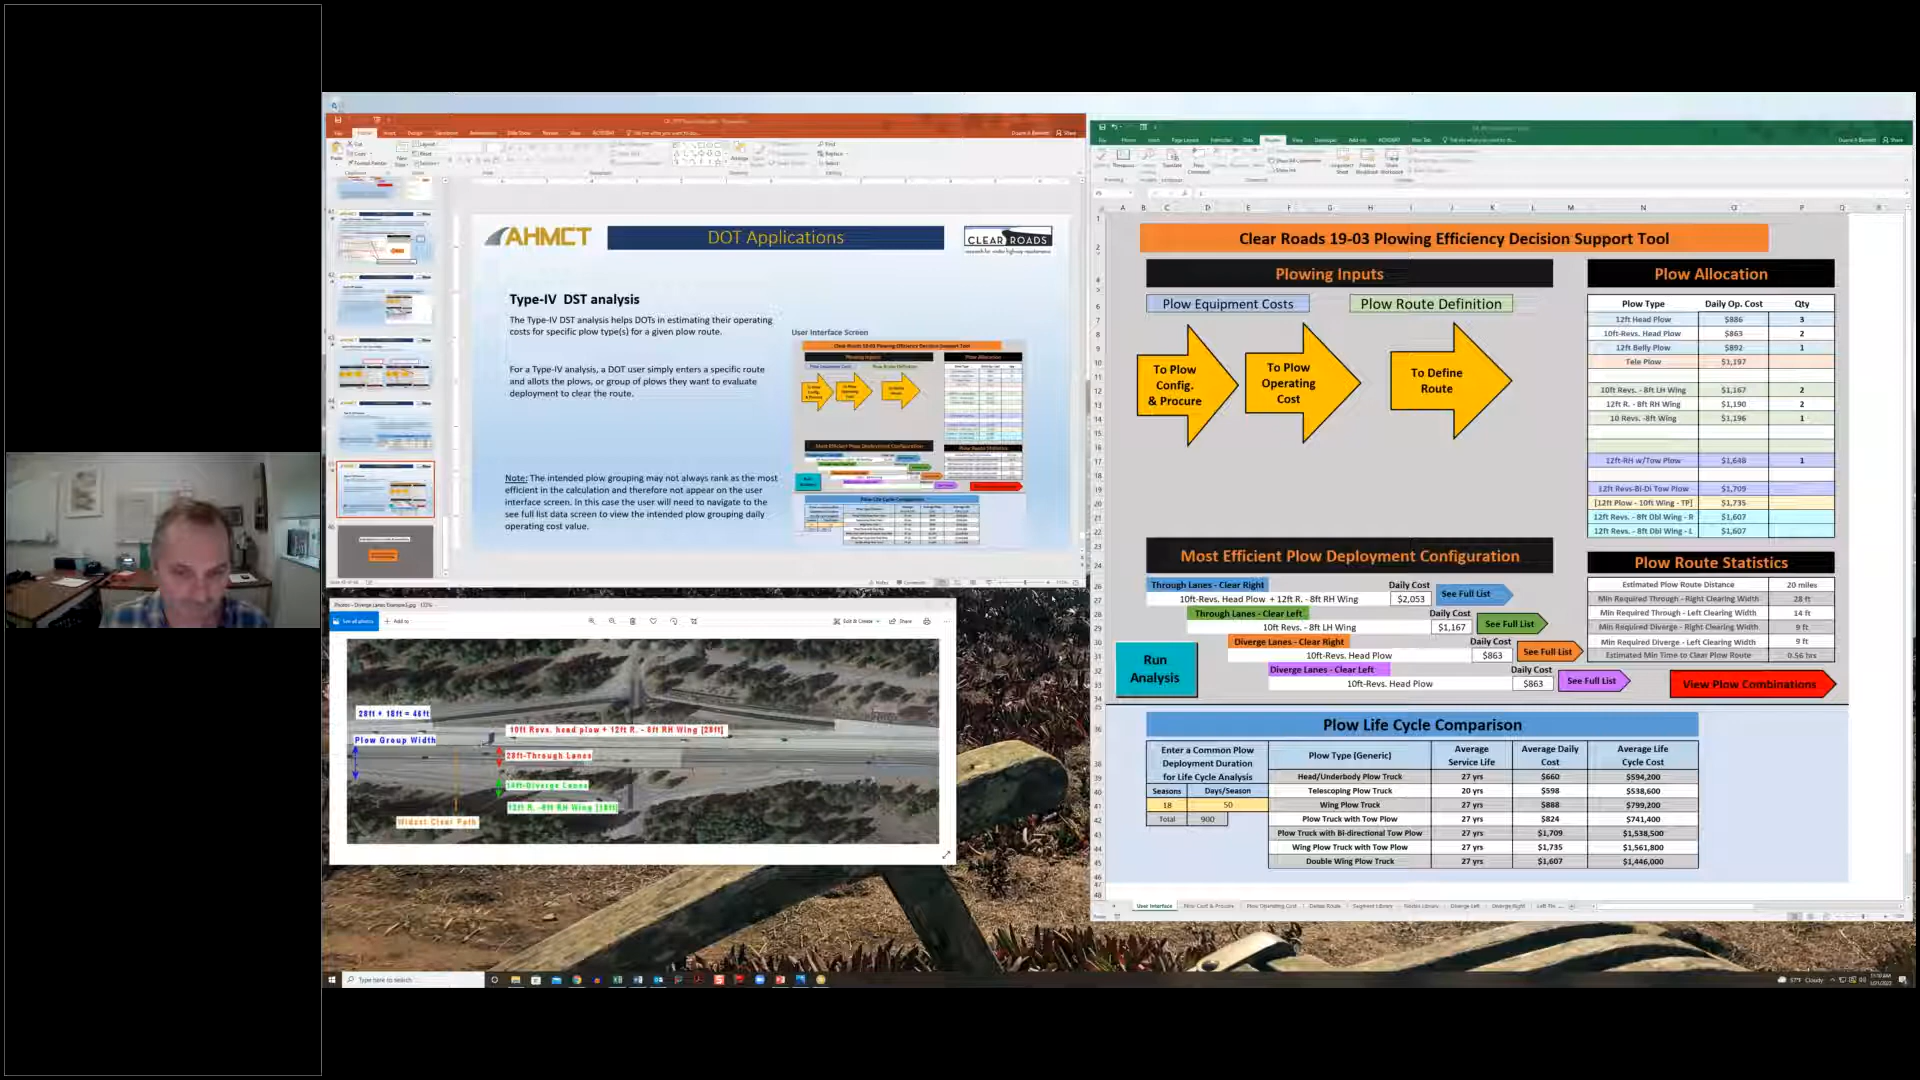 AHMCT
DOT Applications
CLEAR ROADS
research for winter highway maintenance
Type-IV DST analysis
The Type-IV DST analysis helps DOTs in estimating their operating
costs for specific plow type(s) for a given plow route.
For a Type-IV analysis, a DOT user simply enters a specific route
and allots the plows, or group of plows they want to evaluate
deployment to clear the route.
Note: The intended plow grouping may not always rank as the most
efficient in the calculation and therefore not appear on the user
interface screen. In this case the user will need to navigate to the
see full list data screen to view the intended plow grouping daily
operating cost value.
User Interface Screen
See all photos
Add to
Edit & Create
Share
28ft + 18ft = 46ft
Plow Group Width
10ft Revs. head plow + 12ft R. - 8ft RH Wing [28ft]
28ft-Through Lanes
14ft-Diverge Lanes
12ft R. -8ft RH Wing [18ft]
Widest Clear Path
Type here to search
57°F Cloudy
Clear Roads 19-03 Plowing Efficiency Decision Support Tool
Plowing Inputs
Plow Equipment Costs
Plow Route Definition
To Plow
Config.
& Procure
To Plow
Operating
Cost
To Define
Route
Plow Allocation
Plow Type Daily Op. Cost Qty
12ft Head Plow $886 3
10ft-Revs. Head Plow $863 2
12ft Belly Plow $892 1
Tele Plow $1,197
10ft Revs. - 8ft LH Wing $1,167 2
12ft R. - 8ft RH Wing $1,190 2
10 Revs. -8ft Wing $1,196 1
12ft-RH w/Tow Plow $1,648 1
12ft Revs-Bi-Di Tow Plow $1,709
[12ft Plow - 10ft Wing - TP] $1,735
12ft Revs. - 8ft Dbl Wing - R $1,607
12ft Revs. - 8ft Dbl Wing - L $1,607
Most Efficient Plow Deployment Configuration
Through Lanes - Clear Right Daily Cost
10ft-Revs. Head Plow + 12ft R. - 8ft RH Wing $2,053 See Full List
Through Lanes - Clear Left Daily Cost
10ft Revs. - 8ft LH Wing $1,167 See Full List
Diverge Lanes - Clear Right Daily Cost
10ft-Revs. Head Plow $863 See Full List
Diverge Lanes - Clear Left Daily Cost
10ft-Revs. Head Plow $863 See Full List
Run
Analysis
Plow Route Statistics
Estimated Plow Route Distance 20 miles
Min Required Through - Right Clearing Width 28 ft
Min Required Through - Left Clearing Width 14 ft
Min Required Diverge - Right Clearing Width 9 ft
Min Required Diverge - Left Clearing Width 9 ft
Estimated Min Time to Clear Plow Route 0.56 hrs
View Plow Combinations
Plow Life Cycle Comparison
Enter a Common Plow
Deployment Duration
for Life Cycle Analysis
Seasons Days/Season
18 50
Total 900
Plow Type (Generic) Average Service Life Average Daily Cost Average Life Cycle Cost
Head/Underbody Plow Truck 27 yrs $660 $594,200
Telescoping Plow Truck 20 yrs $598 $538,600
Wing Plow Truck 27 yrs $888 $799,200
Plow Truck with Tow Plow 27 yrs $824 $741,400
Plow Truck with Bi-directional Tow Plow 27 yrs $1,709 $1,538,500
Wing Plow Truck with Tow Plow 27 yrs $1,735 $1,561,800
Double Wing Plow Truck 27 yrs $1,607 $1,446,000
User Interface